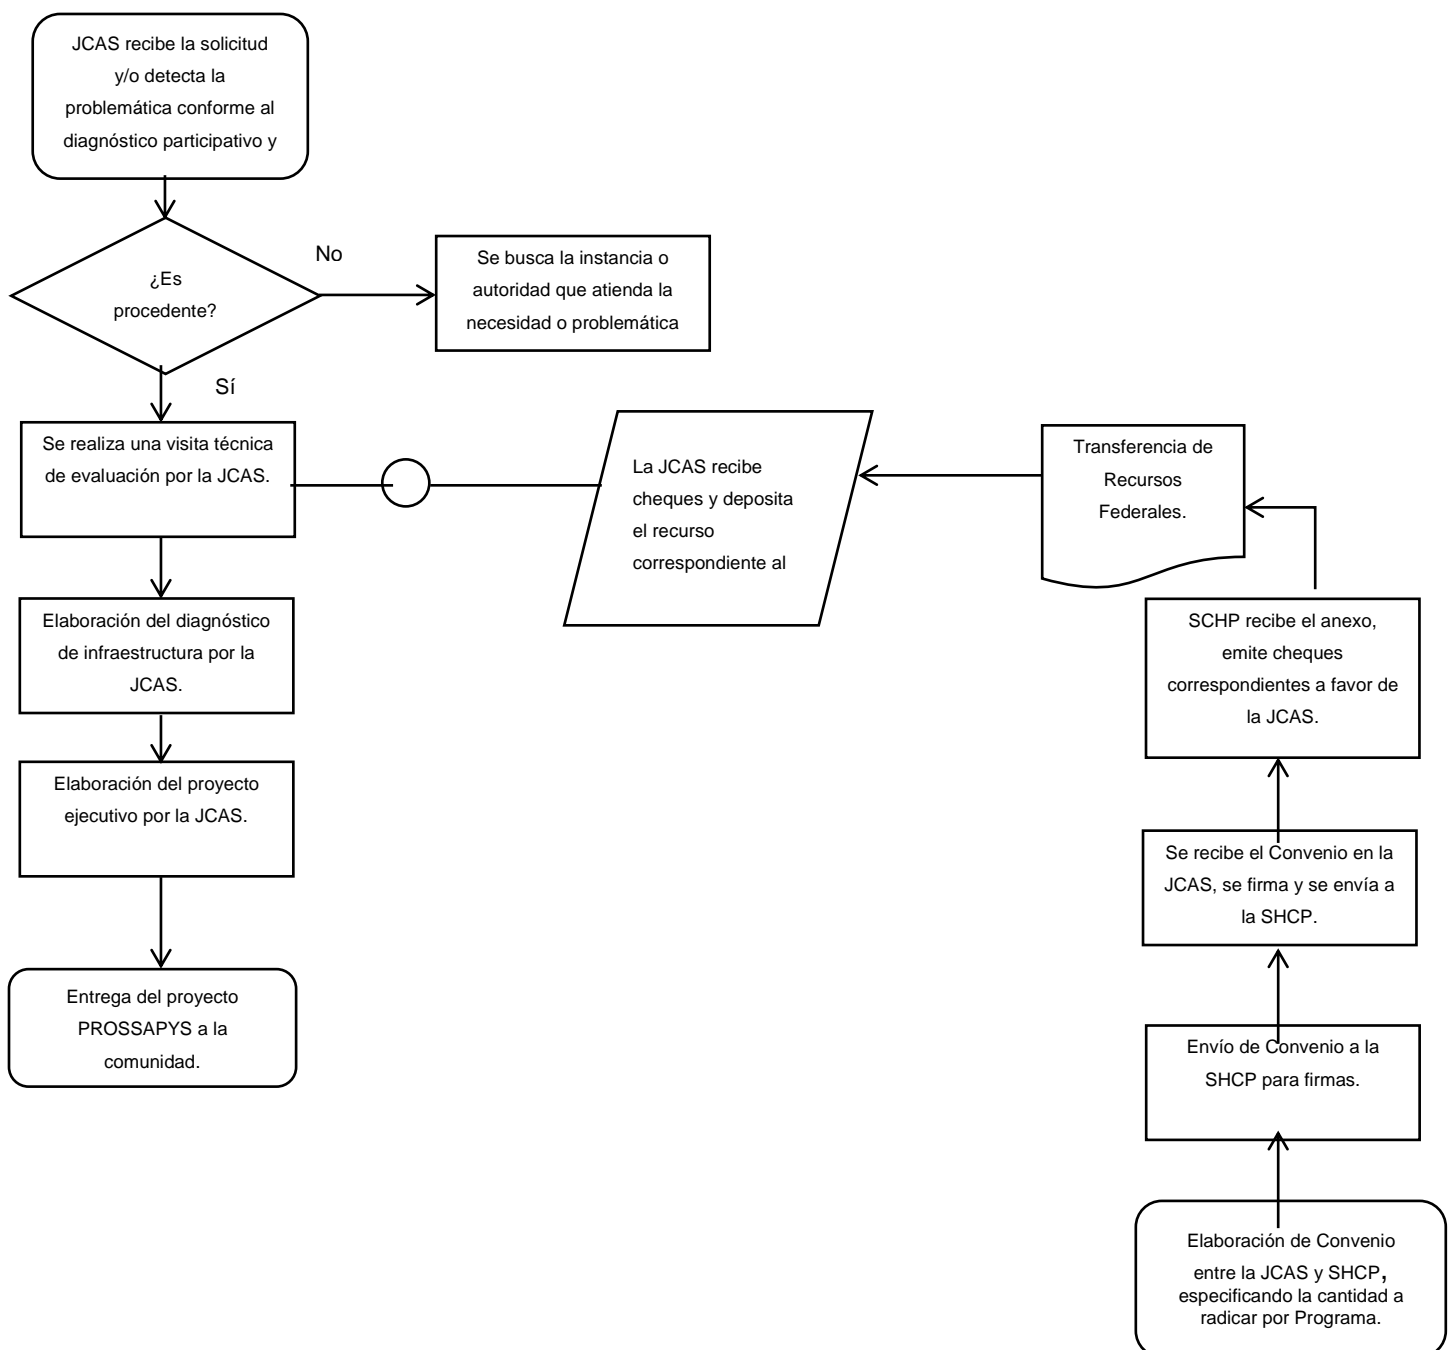 JCAS recibe la solicitud
y/o detecta la
problemática conforme al
diagnóstico participativo y
¿Es
procedente?
No
Se busca la instancia o
autoridad que atienda la
necesidad o problemática
Sí
Se realiza una visita técnica
de evaluación por la JCAS.
La JCAS recibe
cheques y deposita
el recurso
correspondiente al
Transferencia de
Recursos
Federales.
Elaboración del diagnóstico
de infraestructura por la
JCAS.
SCHP recibe el anexo,
emite cheques
correspondientes a favor de
la JCAS.
Elaboración del proyecto
ejecutivo por la JCAS.
Se recibe el Convenio en la
JCAS, se firma y se envía a
la SHCP.
Entrega del proyecto
PROSSAPYS a la
comunidad.
Envío de Convenio a la
SHCP para firmas.
Elaboración de Convenio
entre la JCAS y SHCP,
especificando la cantidad a
radicar por Programa.